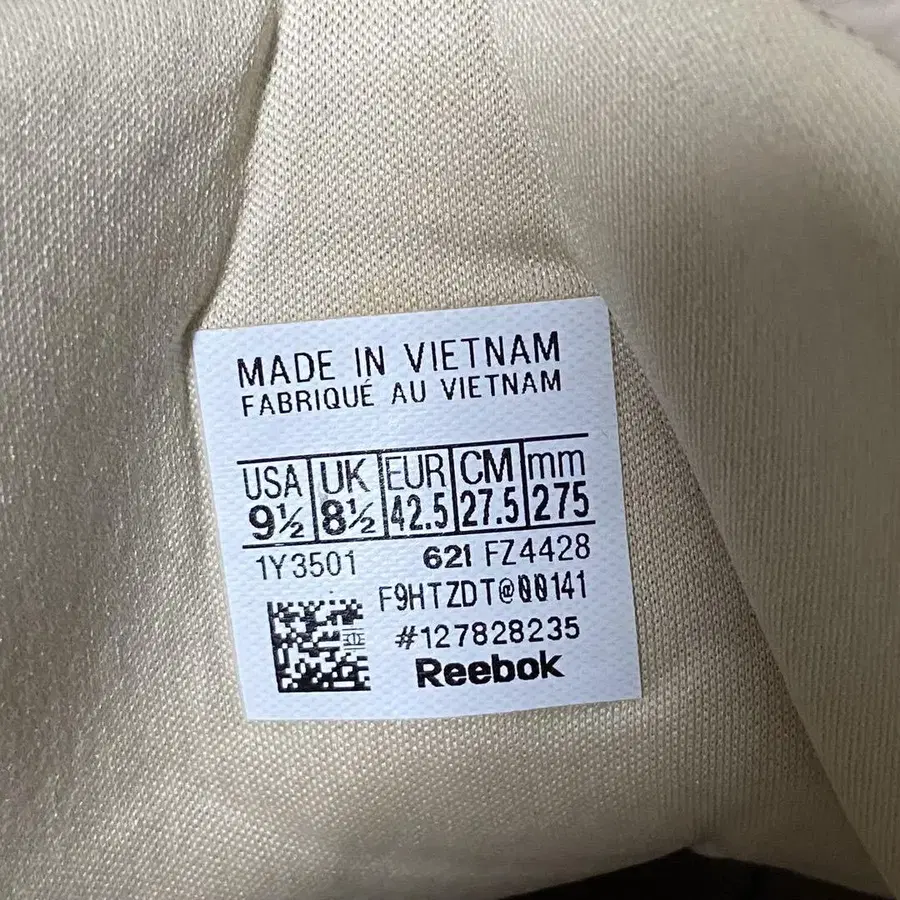 MADE IN VIETNAM
FABRIQUÉ AU VIETNAM
USA UK EUR CM mm
9½ 8½ 42.5 27.5 275
1Y3501 621 FZ4428
F9HTZDT@00141
#127828235
Reebok